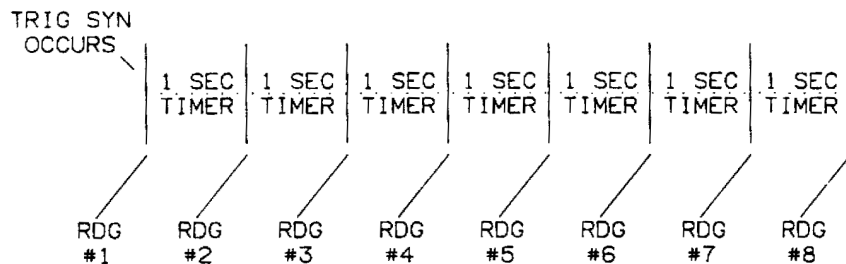 TRIG SYN
OCCURS
1 SEC 1 SEC 1 SEC 1 SEC 1 SEC 1 SEC 1 SEC
TIMER TIMER TIMER TIMER TIMER TIMER TIMER
RDG RDG RDG RDG RDG RDG RDG RDG
#1 #2 #3 #4 #5 #6 #7 #8